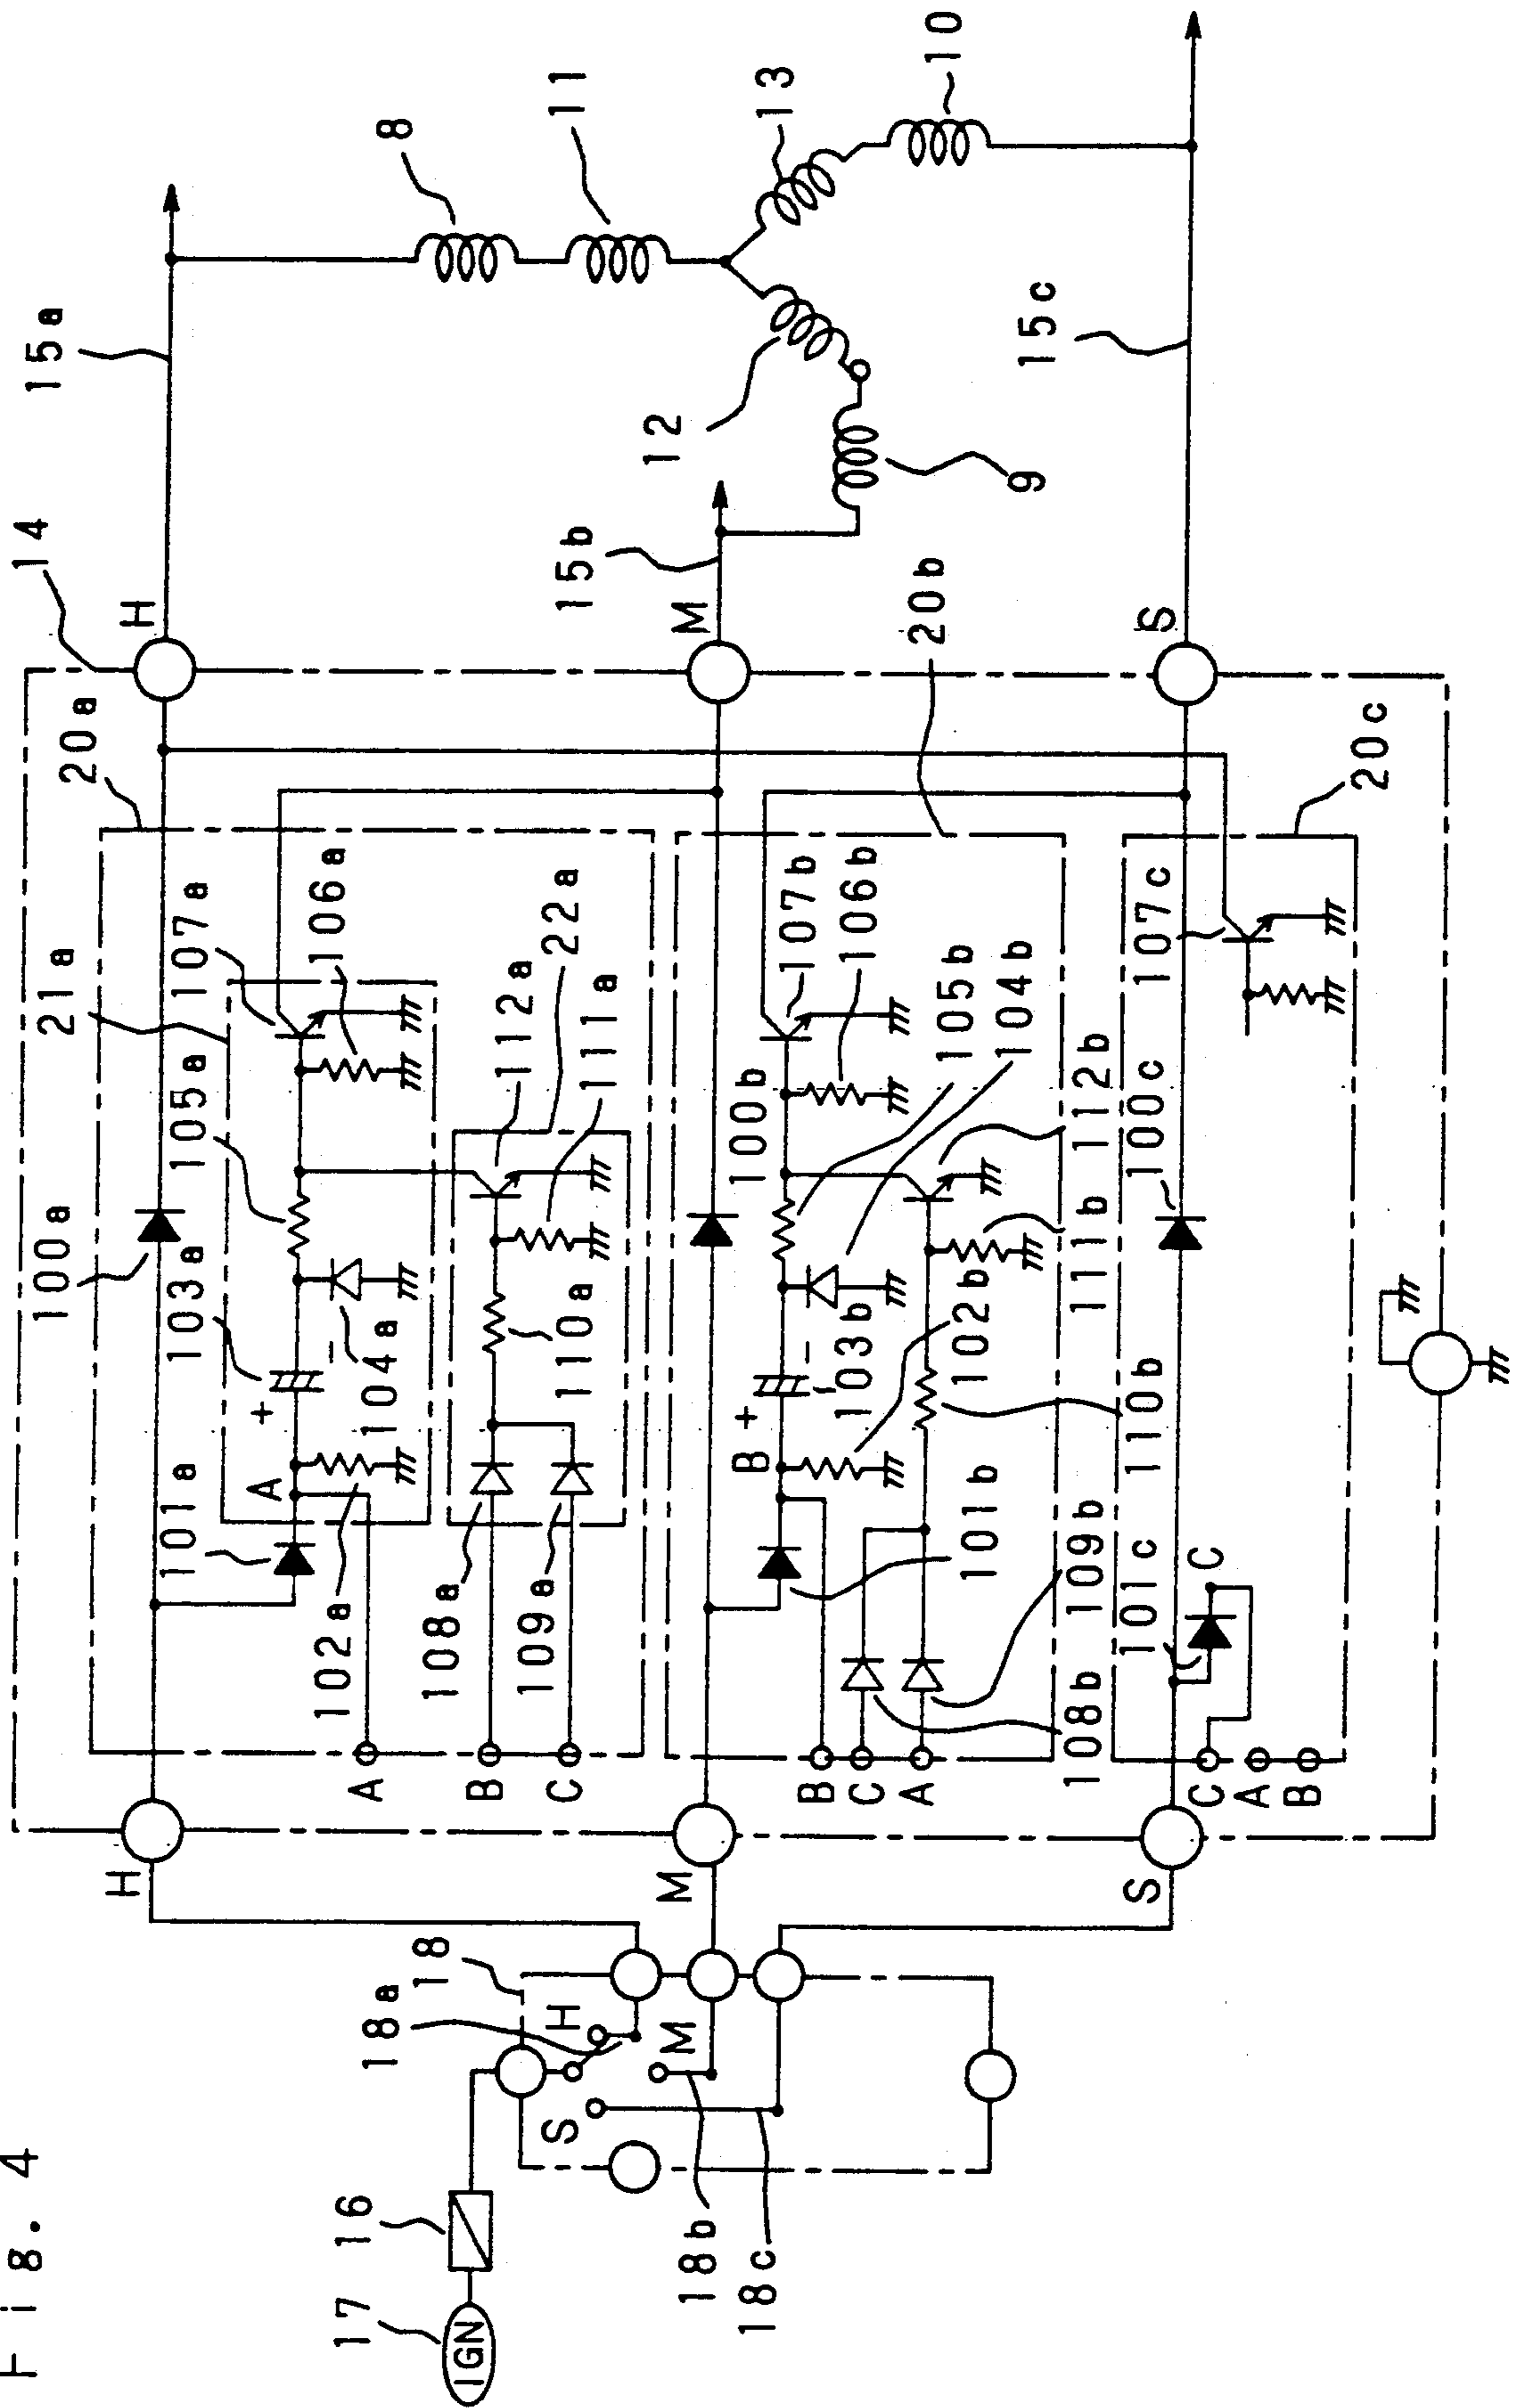 Fig. 4
17
IGN
16
18
18a
18b
18c
H
M
S
H
M
S
14
20a
100a
101a
A
102a
103a
+
-
104a
105a
21a
107a
106a
22a
112a
111a
110a
108a
109a
A
B
C
20b
100b
101b
B
102b
103b
+
-
104b
105b
106b
107b
112b
111b
110b
109b
108b
B
C
A
20c
100c
101c
C
107c
C
A
B
H
M
S
15a
15b
15c
8
11
12
13
9
10